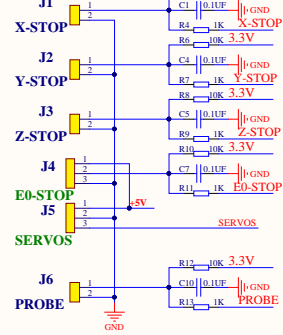 J1 1 C1 0.1UF GND
X-STOP 2 X-STOP
R4 1K
R6 10K 3.3V
J2 1 C4 0.1UF GND
Y-STOP 2 Y-STOP
R7 1K
R8 10K 3.3V
J3 1 C5 0.1UF GND
Z-STOP 2 Z-STOP
R9 1K
R10 10K 3.3V
J4 1
2 C7 0.1UF GND
3
E0-STOP R11 1K E0-STOP
J5 1 +5V
2
3 SERVOS
SERVOS
R12 10K 3.3V
J6 1 C10 0.1UF GND
PROBE 2 PROBE
R13 1K
GND